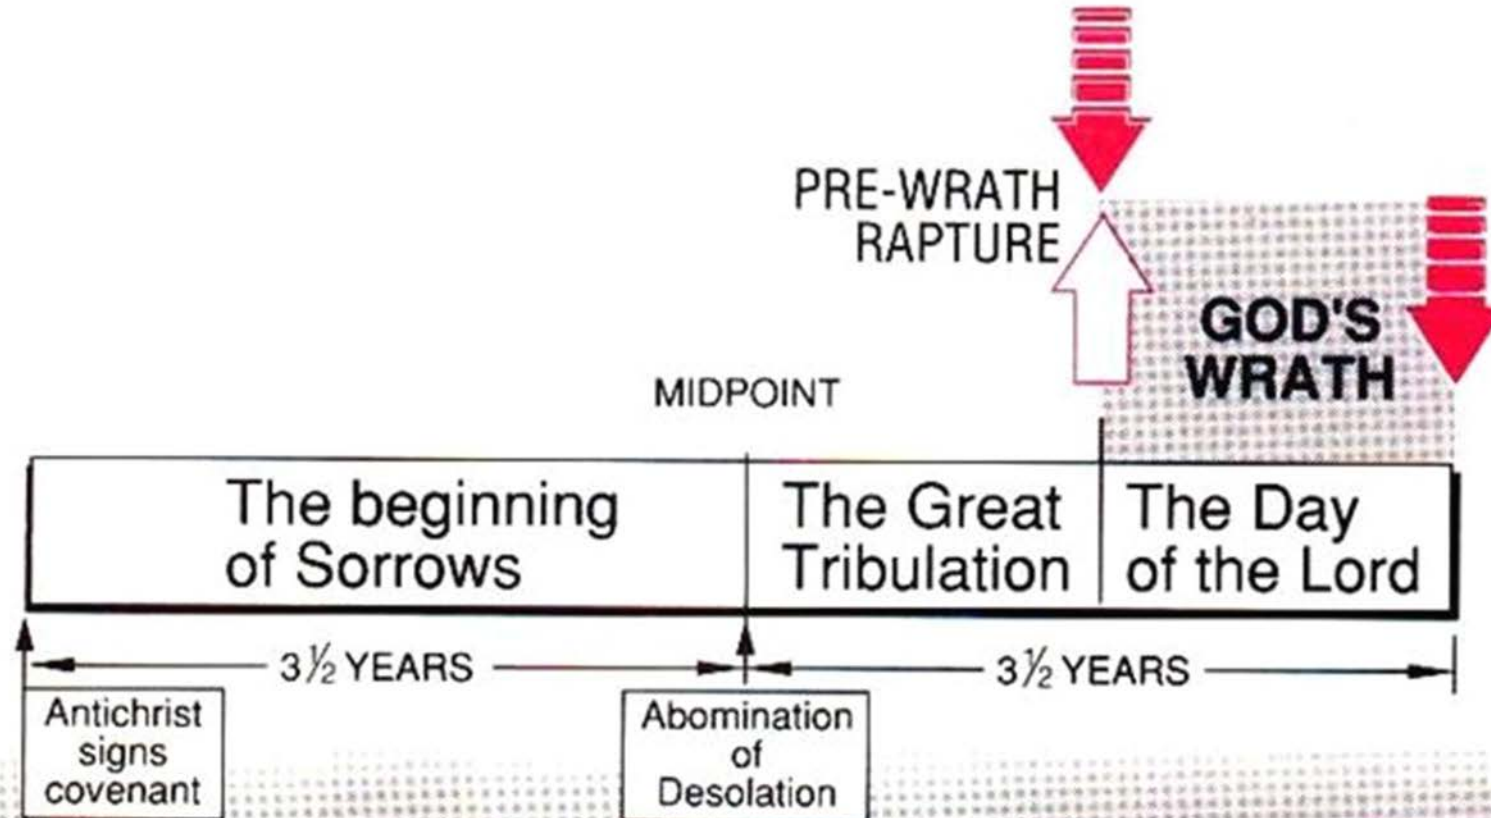 PRE-WRATH
RAPTURE
GOD'S
WRATH
MIDPOINT
The beginning
of Sorrows
The Great
Tribulation
The Day
of the Lord
3½ YEARS
3½ YEARS
Antichrist
signs
covenant
Abomination
of
Desolation